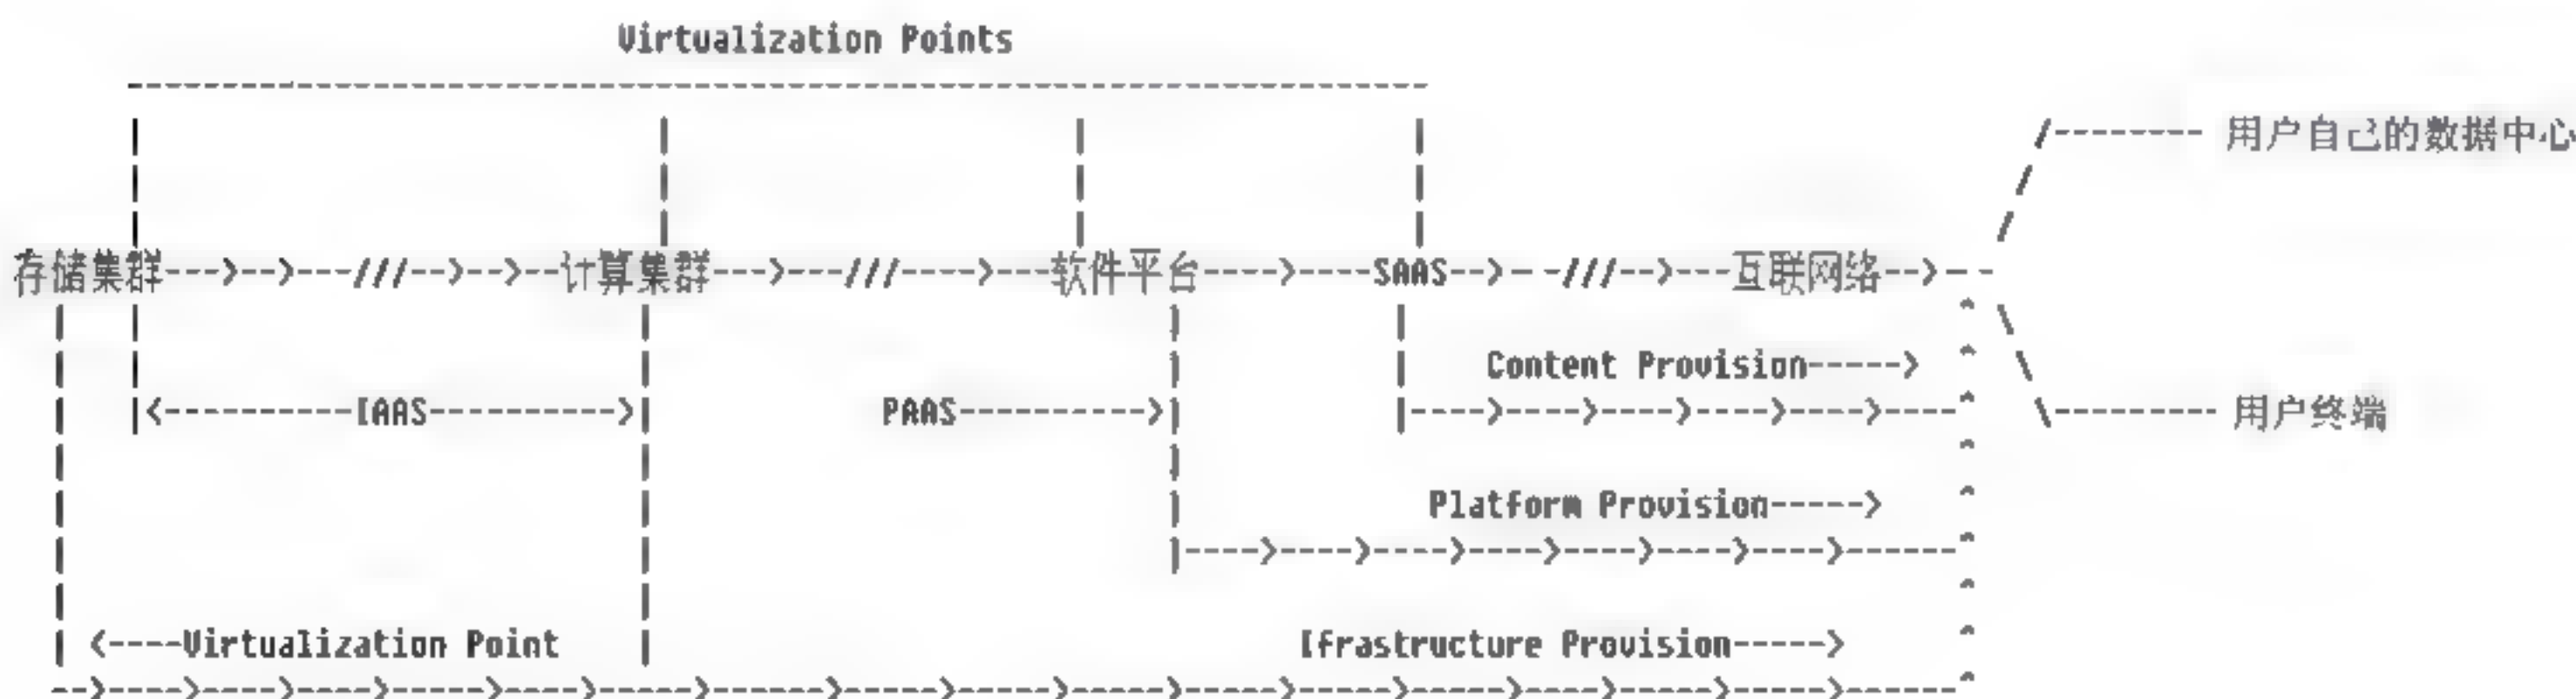 Virtualization Points
用户自己的数据中心
存储集群--->-->---///-->-->--计算集群--->---///---->---软件平台---->----SAAS-->- -///-->---互联网络-->--
Content Provision----->
|<----------IAAS---------->| PAAS---------->| |---->---->---->---->---->---- \-------- 用户终端
Platform Provision----->
<----Virtualization Point Ifrastructure Provision----->